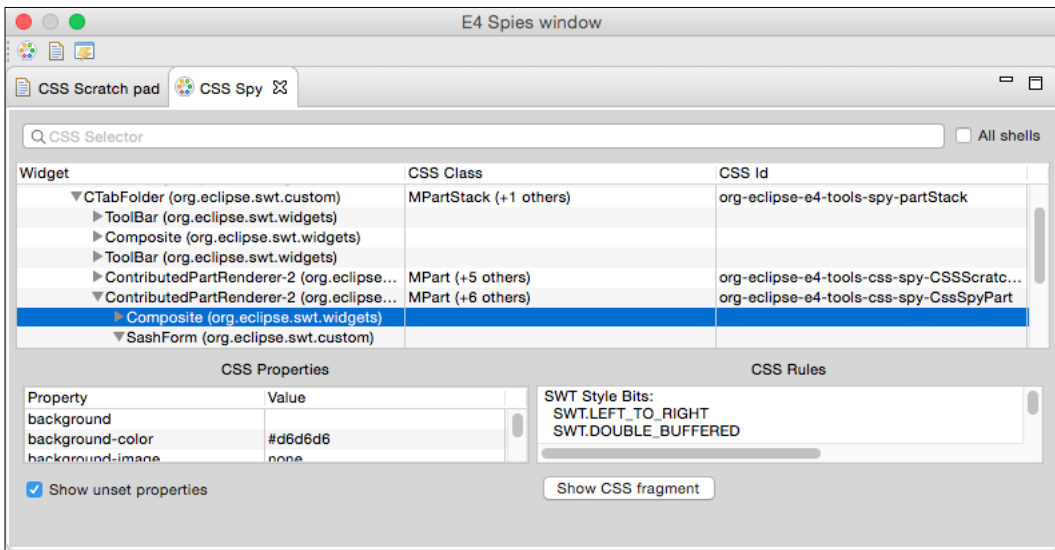 E4 Spies window
CSS Scratch pad CSS Spy
CSS Selector All shells
Widget CSS Class CSS Id
CTabFolder (org.eclipse.swt.custom) MPartStack (+1 others) org-eclipse-e4-tools-spy-partStack
ToolBar (org.eclipse.swt.widgets)
Composite (org.eclipse.swt.widgets)
ToolBar (org.eclipse.swt.widgets)
ContributedPartRenderer-2 (org.eclipse... MPart (+5 others) org-eclipse-e4-tools-css-spy-CSSScratc...
ContributedPartRenderer-2 (org.eclipse... MPart (+6 others) org-eclipse-e4-tools-css-spy-CssSpyPart
Composite (org.eclipse.swt.widgets)
SashForm (org.eclipse.swt.custom)
CSS Properties CSS Rules
Property Value SWT Style Bits:
background SWT.LEFT_TO_RIGHT
background-color #d6d6d6 SWT.DOUBLE_BUFFERED
background-image none
Show unset properties Show CSS fragment